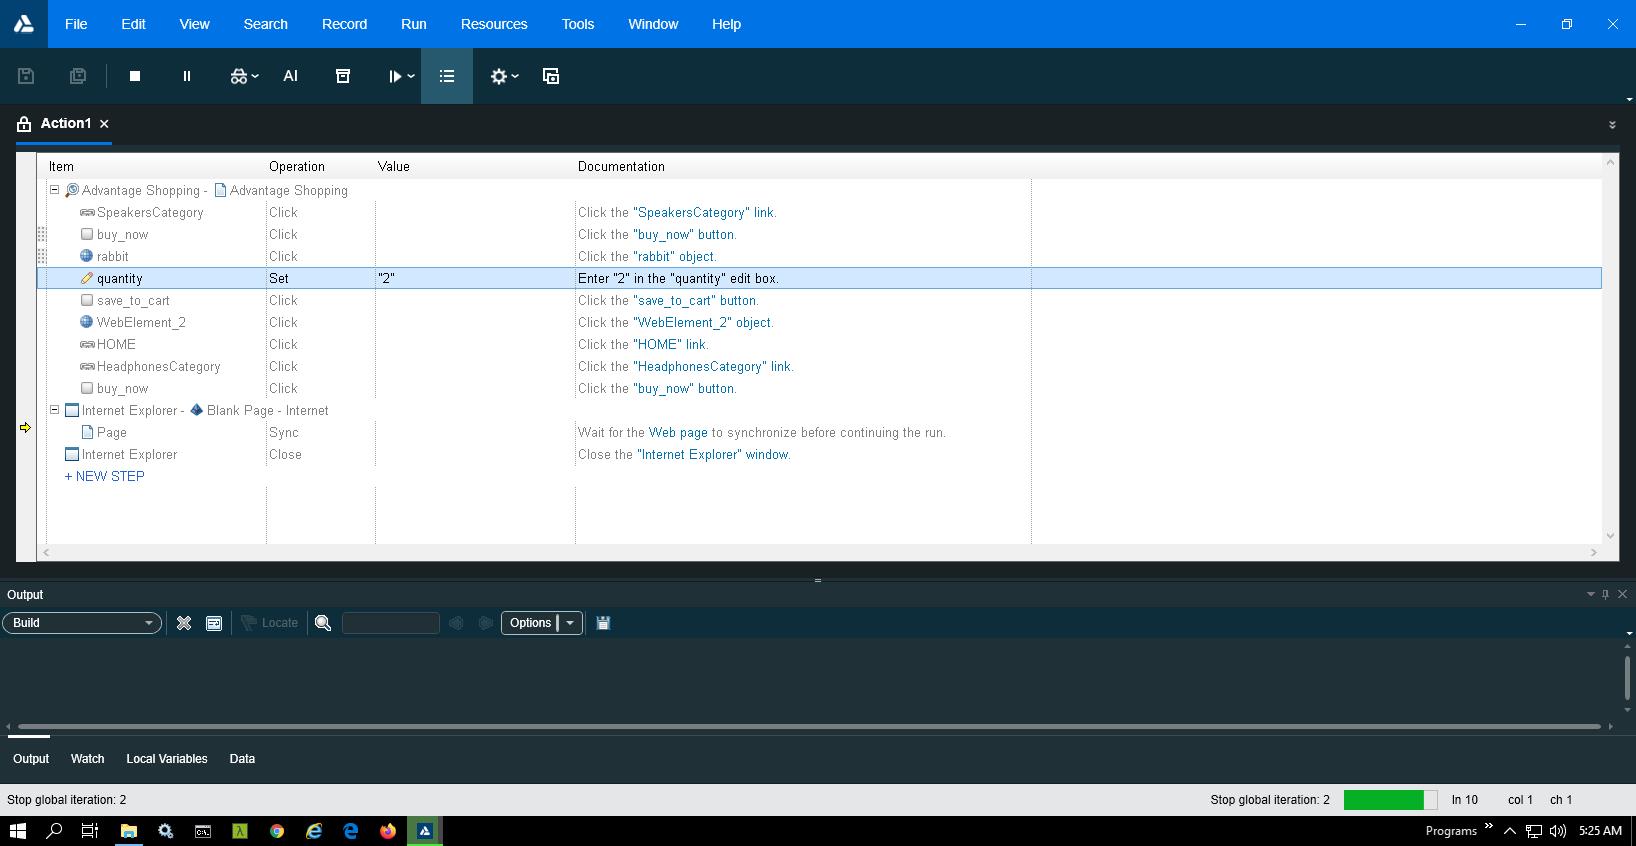 File Edit View Search Record Run Resources Tools Window Help
AI
Action1
Item Operation Value Documentation
Advantage Shopping - Advantage Shopping
SpeakersCategory Click Click the "SpeakersCategory" link.
buy_now Click Click the "buy_now" button.
rabbit Click Click the "rabbit" object.
quantity Set "2" Enter "2" in the "quantity" edit box.
save_to_cart Click Click the "save_to_cart" button.
WebElement_2 Click Click the "WebElement_2" object.
HOME Click Click the "HOME" link.
HeadphonesCategory Click Click the "HeadphonesCategory" link.
buy_now Click Click the "buy_now" button.
Internet Explorer - Blank Page - Internet
Page Sync Wait for the Web page to synchronize before continuing the run.
Internet Explorer Close Close the "Internet Explorer" window.
+ NEW STEP
Output
Build Locate Options
Output Watch Local Variables Data
Stop global iteration: 2 Stop global iteration: 2 ln 10 col 1 ch 1
Programs 5:25 AM